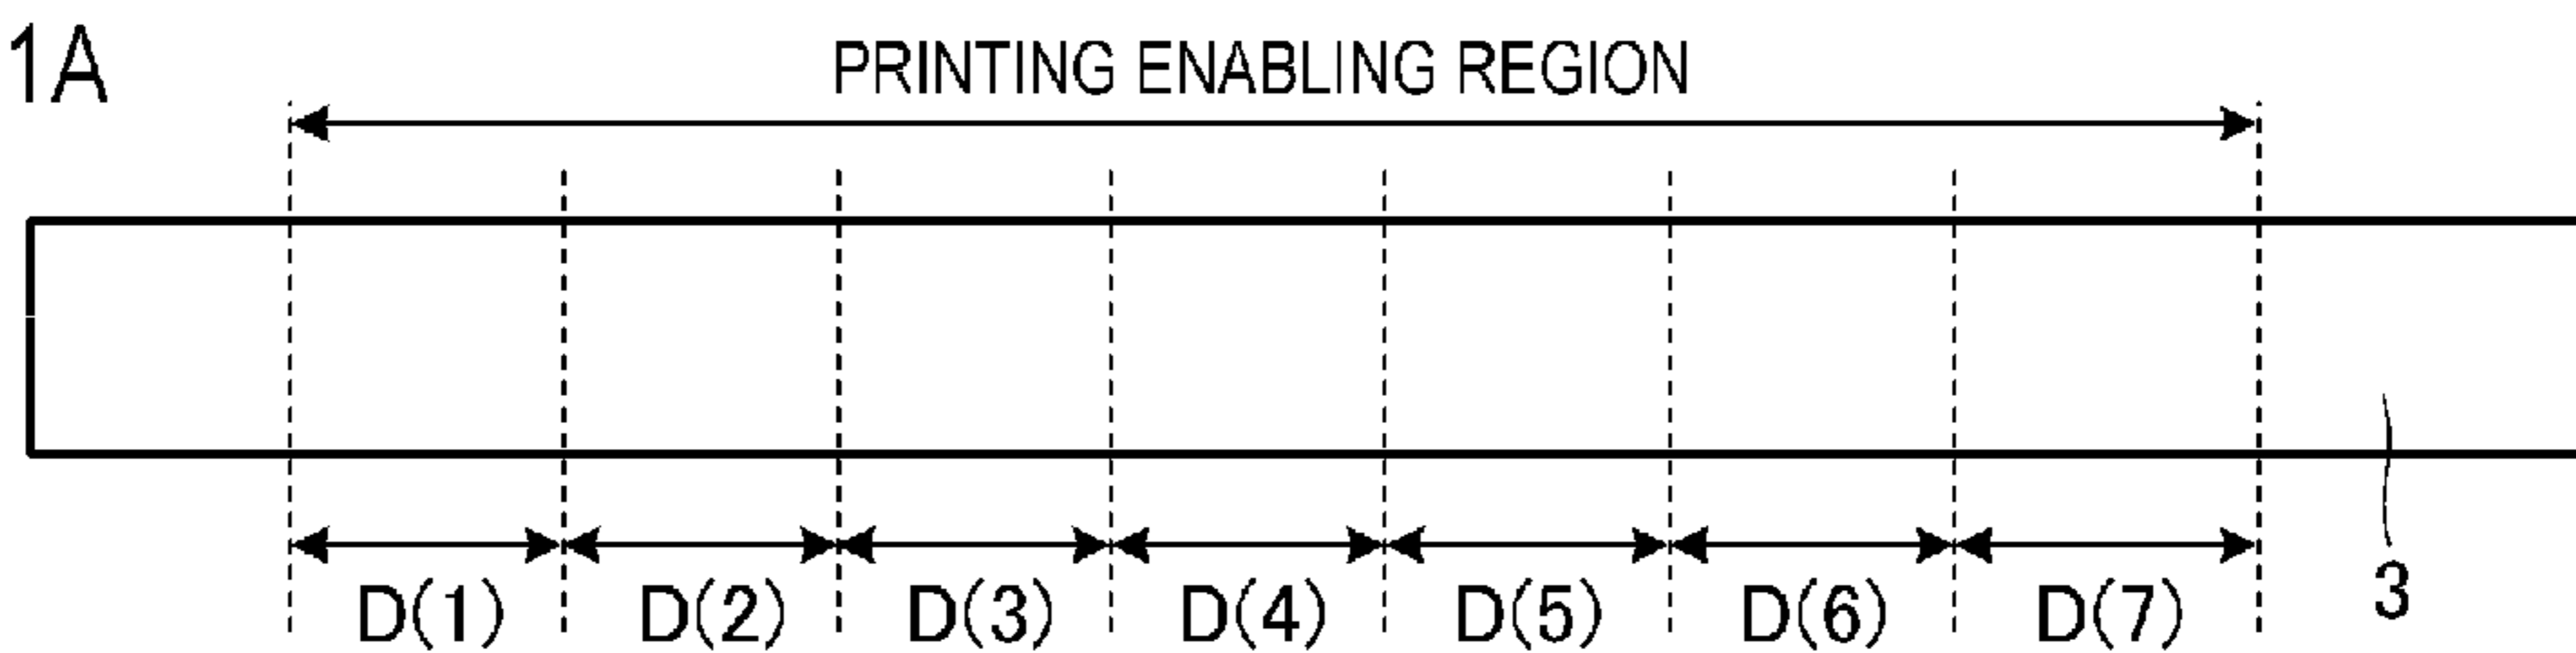 1A
PRINTING ENABLING REGION
D(1) D(2) D(3) D(4) D(5) D(6) D(7) 3